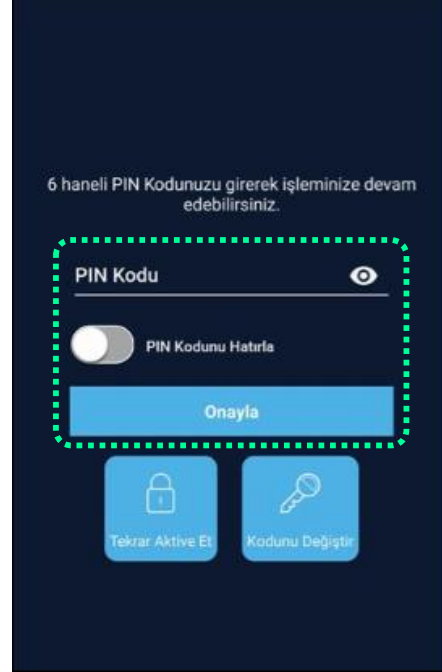 6 haneli PIN Kodunuzu girerek işleminize devam
edebilirsiniz.
PIN Kodu
PIN Kodunu Hatırla
Onayla
Tekrar Aktive Et
Kodunu Değiştir